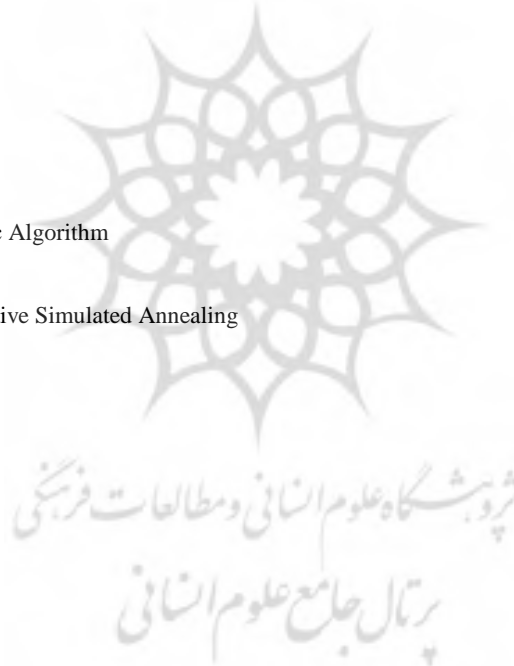 Algorithm
ive Simulated Annealing
پژوهشگاه علوم انسانی و مطالعات فرهنگی
پرتال جامع علوم انسانی